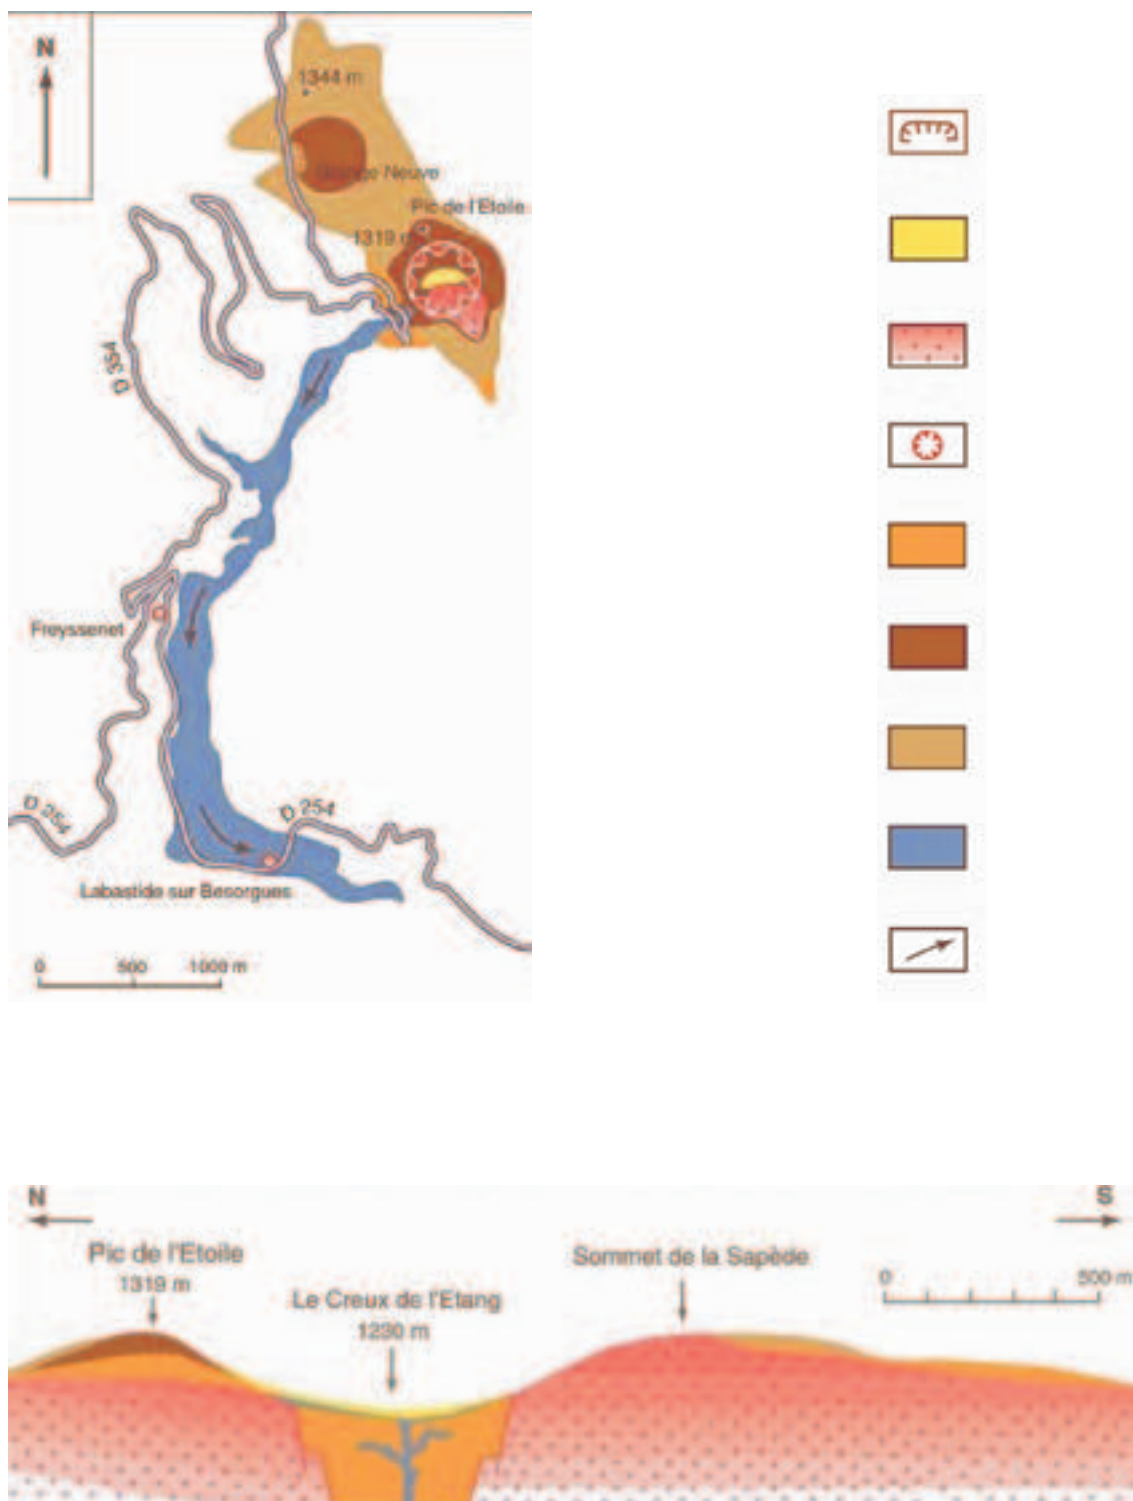 N
1344 m
Grange Neuve
Pic de l'Etoile
1319 m
D 354
Freyssenet
D 254
D 254
Labastide sur Besorgues
0 500 1000 m
N S
Pic de l'Etoile
1319 m
Sommet de la Sapède
0 500 m
Le Creux de l'Etang
1230 m